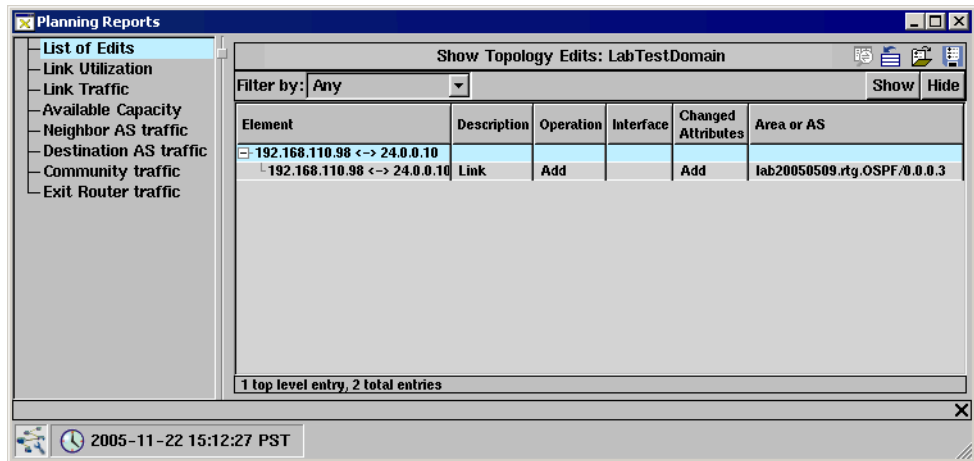 Planning Reports
List of Edits
Link Utilization
Link Traffic
Available Capacity
Neighbor AS traffic
Destination AS traffic
Community traffic
Exit Router traffic
Show Topology Edits: LabTestDomain
Filter by: Any Show Hide
Element Description Operation Interface Changed Attributes Area or AS
192.168.110.98 <-> 24.0.0.10
192.168.110.98 <-> 24.0.0.10 Link Add Add lab20050509.rtg.OSPF/0.0.0.3
1 top level entry, 2 total entries
2005-11-22 15:12:27 PST